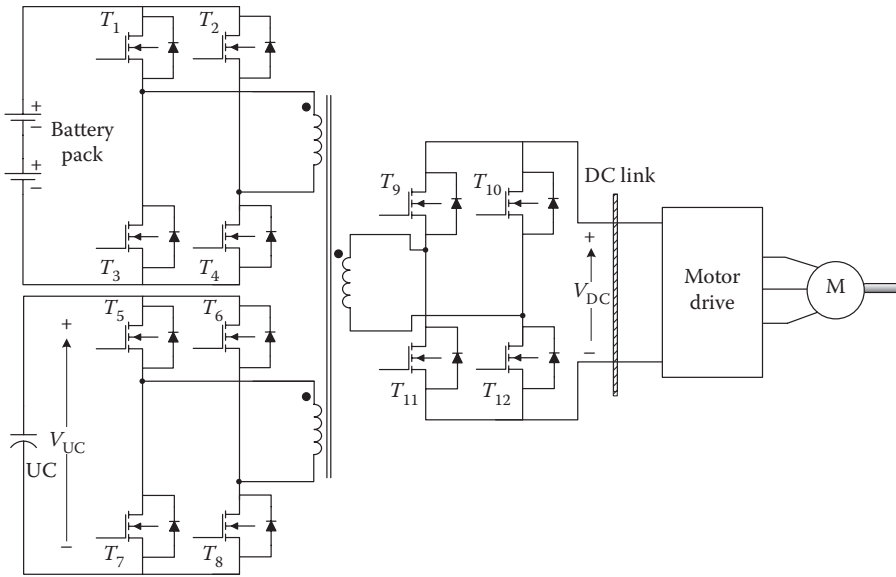 T1 T2
+
−
+
−
Battery
pack
T3 T4
T5 T6
+
VUC
−
UC
T7 T8
T9 T10
T11 T12
DC link
+
VDC
−
Motor
drive
M